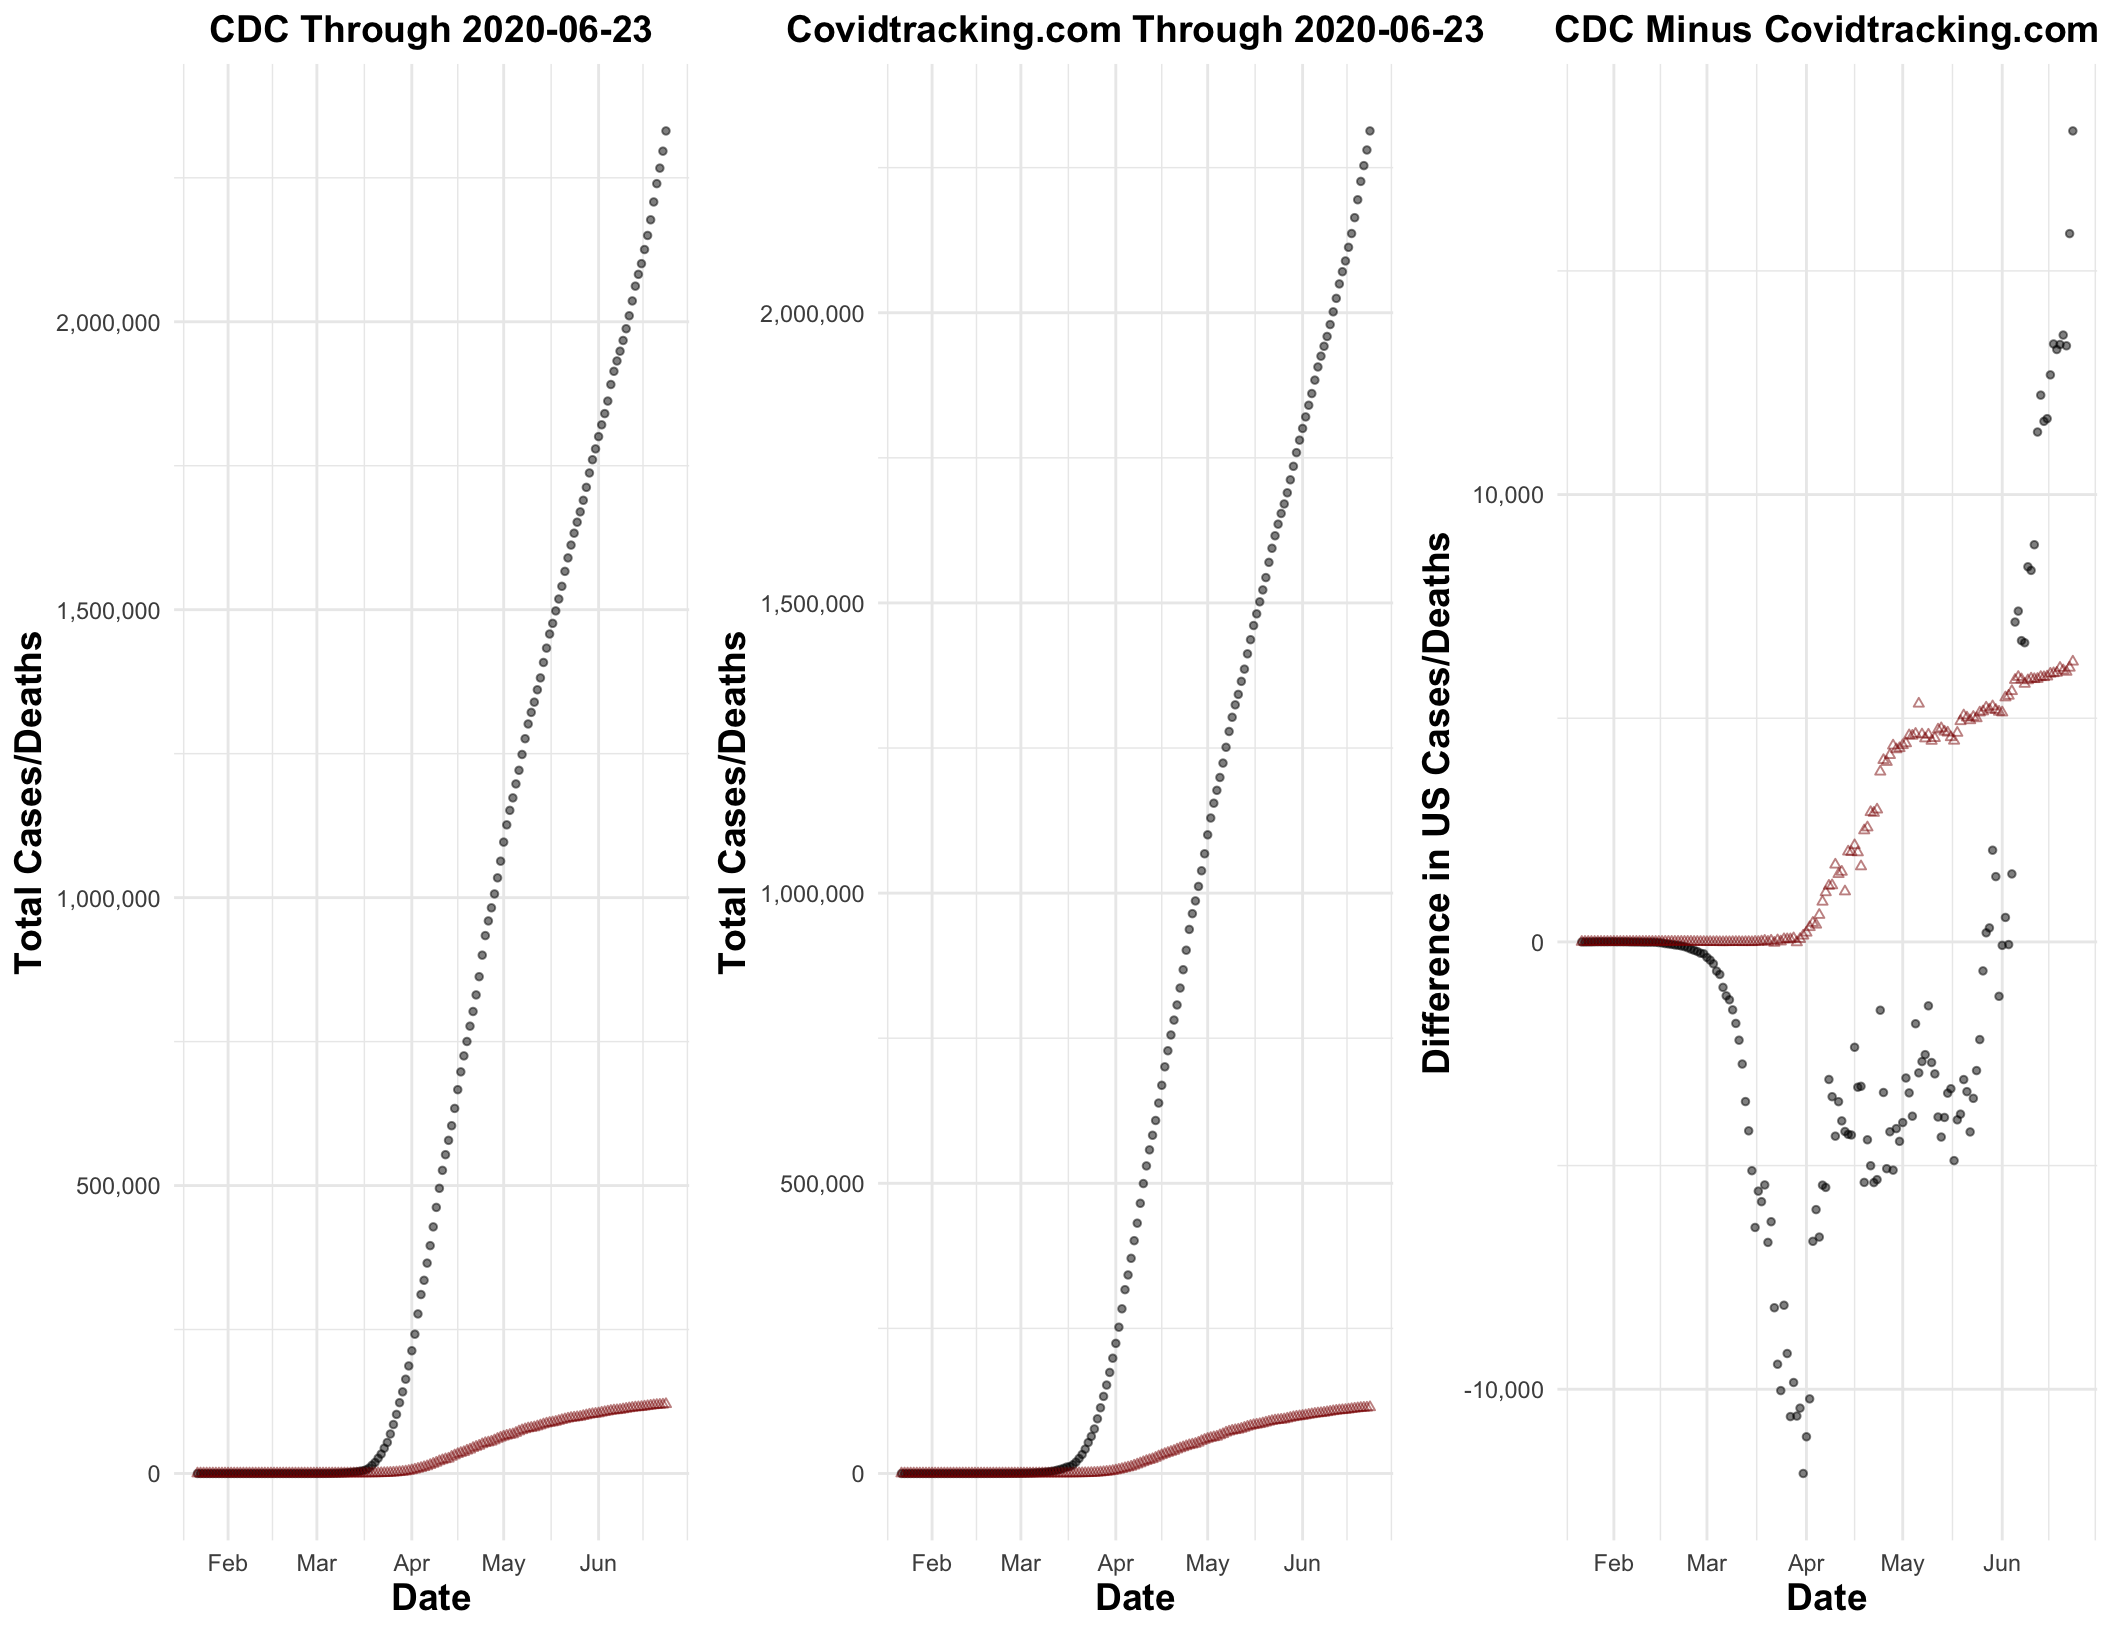 CDC Through 2020-06-23
Total Cases/Deaths
2,000,000
1,500,000
1,000,000
500,000
0
Feb Mar Apr May Jun
Date
Covidtracking.com Through 2020-06-23
Total Cases/Deaths
2,000,000
1,500,000
1,000,000
500,000
0
Feb Mar Apr May Jun
Date
CDC Minus Covidtracking.com
Difference in US Cases/Deaths
10,000
0
-10,000
Feb Mar Apr May Jun
Date